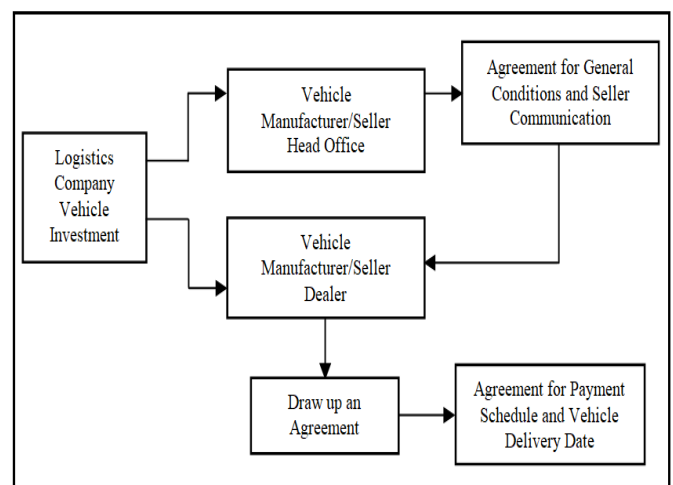 Logistics
Company
Vehicle
Investment
Vehicle
Manufacturer/Seller
Head Office
Agreement for General
Conditions and Seller
Communication
Vehicle
Manufacturer/Seller
Dealer
Draw up an
Agreement
Agreement for Payment
Schedule and Vehicle
Delivery Date